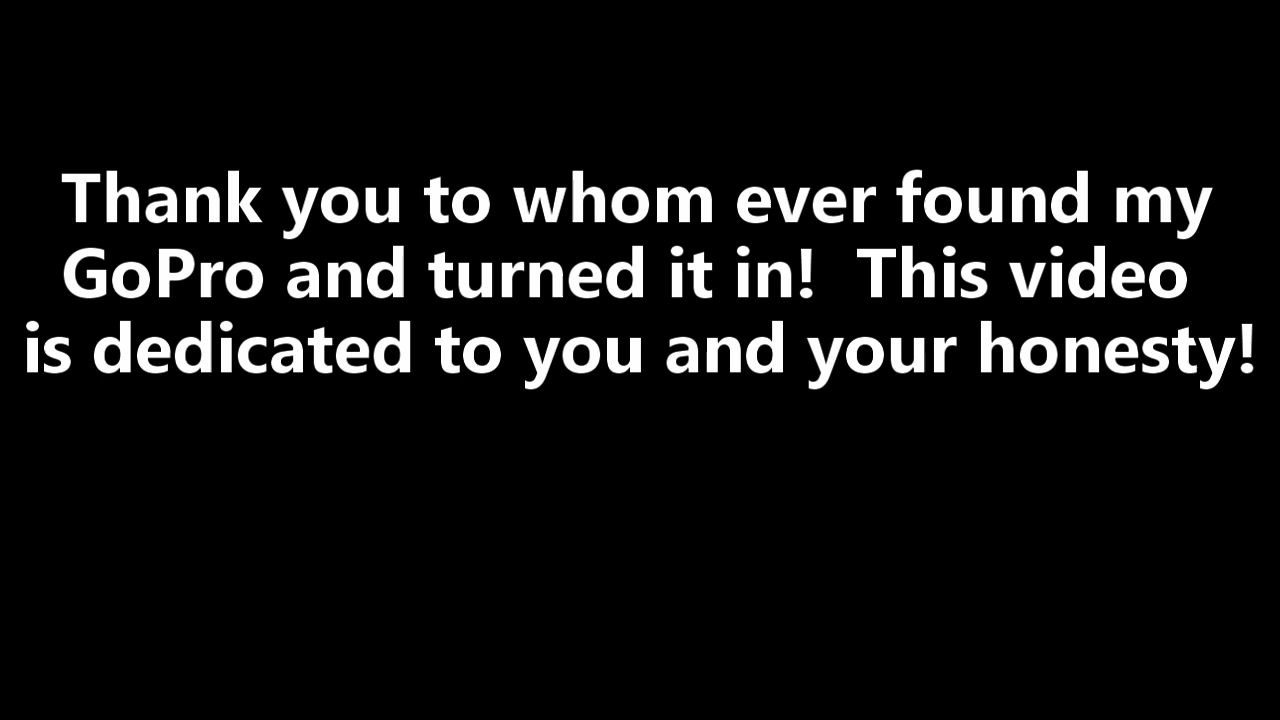 Thank you to whom ever found my
GoPro and turned it in!  This video
is dedicated to you and your honesty!